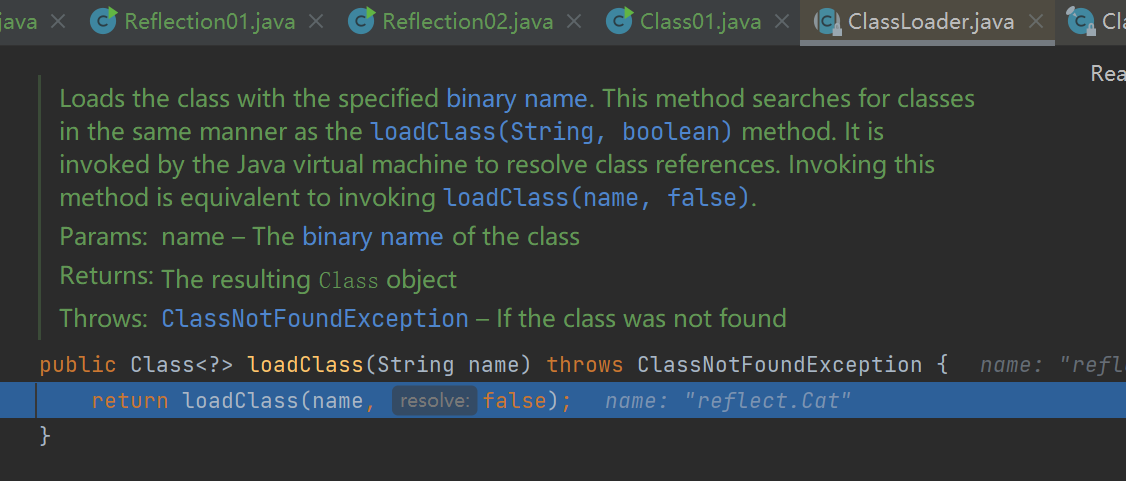 java Reflection01.java Reflection02.java Class01.java ClassLoader.java Cla
Rea
Loads the class with the specified binary name. This method searches for classes
in the same manner as the loadClass(String, boolean) method. It is
invoked by the Java virtual machine to resolve class references. Invoking this
method is equivalent to invoking loadClass(name, false).
Params: name – The binary name of the class
Returns: The resulting Class object
Throws: ClassNotFoundException – If the class was not found
public Class<?> loadClass(String name) throws ClassNotFoundException { name: "refl
return loadClass(name, resolve: false); name: "reflect.Cat"
}